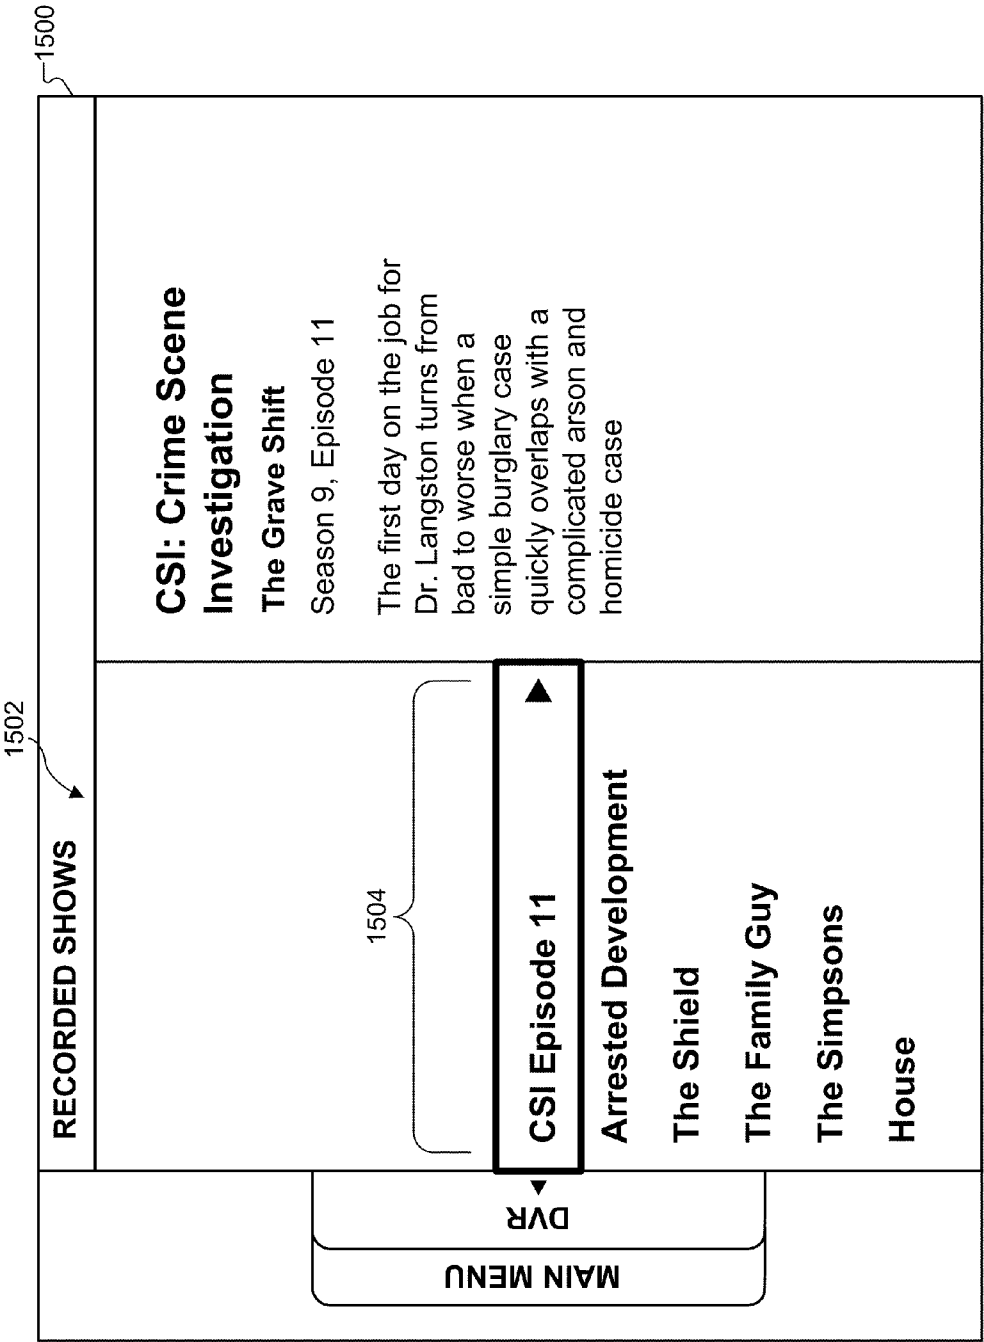 1500
1502
RECORDED SHOWS
1504
MAIN MENU
DVR
CSI Episode 11
Arrested Development
The Shield
The Family Guy
The Simpsons
House
CSI: Crime Scene
Investigation
The Grave Shift
Season 9, Episode 11
The first day on the job for
Dr. Langston turns from
bad to worse when a
simple burglary case
quickly overlaps with a
complicated arson and
homicide case